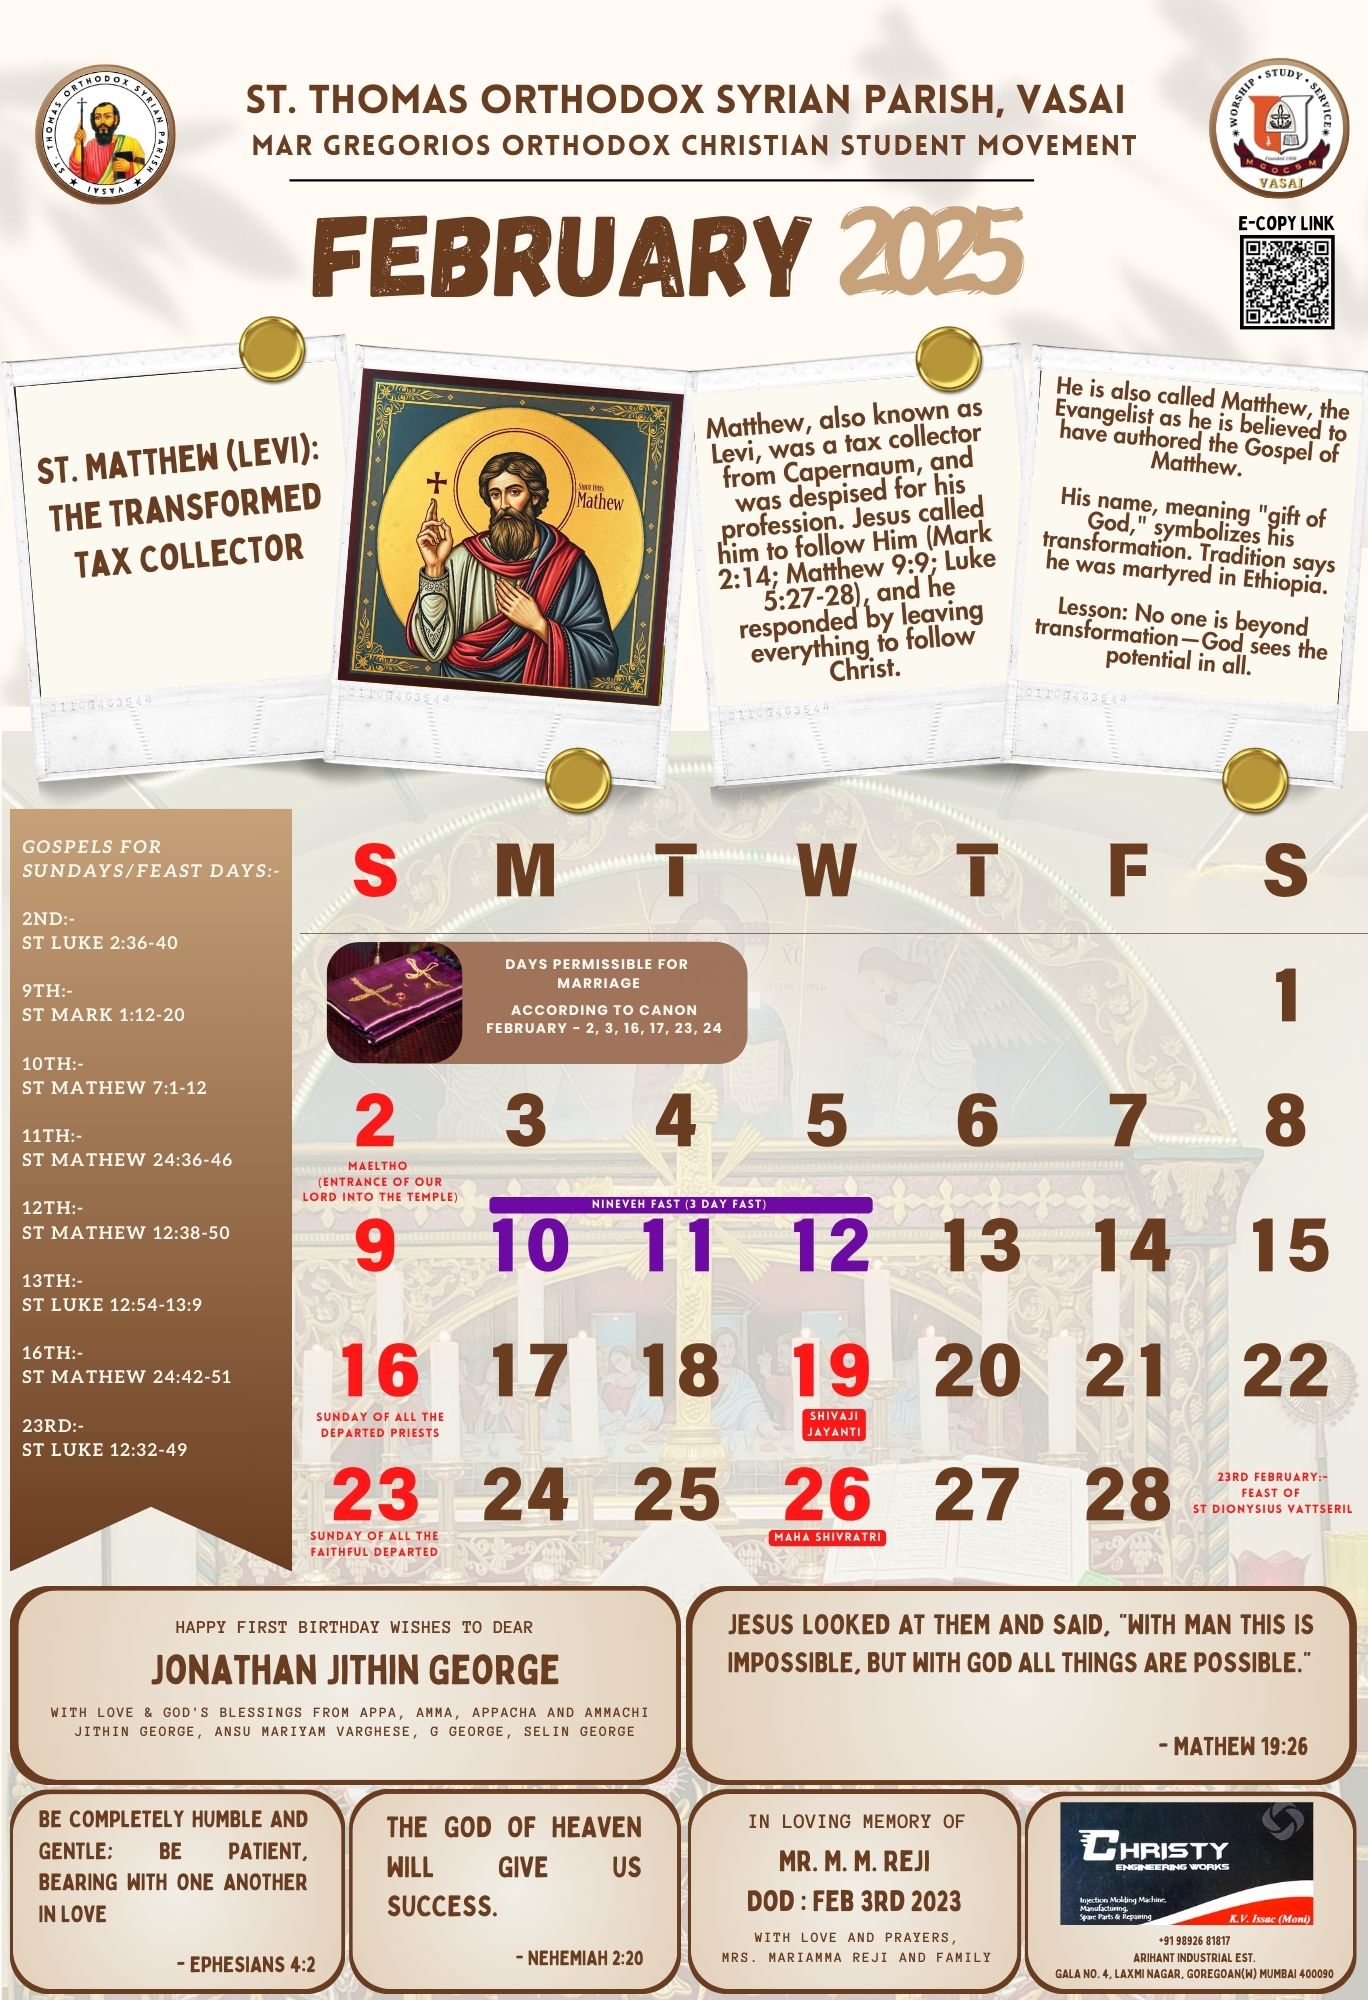 ST. THOMAS ORTHODOX SYRIAN PARISH
VASAI
ST. THOMAS ORTHODOX SYRIAN PARISH, VASAI
MAR GREGORIOS ORTHODOX CHRISTIAN STUDENT MOVEMENT
WORSHIP • STUDY • SERVICE
Founded 1908
MGOCSM
VASAI
FEBRUARY 2025
E-COPY LINK
ST. MATTHEW (LEVI):
THE TRANSFORMED
TAX COLLECTOR
Mathew
Matthew, also known as
Levi, was a tax collector
from Capernaum, and
was despised for his
profession. Jesus called
him to follow Him (Mark
2:14; Matthew 9:9; Luke
5:27-28), and he
responded by leaving
everything to follow
Christ.
He is also called Matthew, the
Evangelist as he is believed to
have authored the Gospel of
Matthew.
His name, meaning "gift of
God," symbolizes his
transformation. Tradition says
he was martyred in Ethiopia.
Lesson: No one is beyond
transformation—God sees the
potential in all.
GOSPELS FOR
SUNDAYS/FEAST DAYS:-
2ND:-
ST LUKE 2:36-40
9TH:-
ST MARK 1:12-20
10TH:-
ST MATHEW 7:1-12
11TH:-
ST MATHEW 24:36-46
12TH:-
ST MATHEW 12:38-50
13TH:-
ST LUKE 12:54-13:9
16TH:-
ST MATHEW 24:42-51
23RD:-
ST LUKE 12:32-49
S M T W T F S
DAYS PERMISSIBLE FOR
MARRIAGE
ACCORDING TO CANON
FEBRUARY - 2, 3, 16, 17, 23, 24
1
2 3 4 5 6 7 8
MAELTHO
(ENTRANCE OF OUR
LORD INTO THE TEMPLE)
NINEVEH FAST (3 DAY FAST)
9 10 11 12 13 14 15
16 17 18 19 20 21 22
SUNDAY OF ALL THE
DEPARTED PRIESTS
SHIVAJI
JAYANTI
23 24 25 26 27 28
SUNDAY OF ALL THE
FAITHFUL DEPARTED
MAHA SHIVRATRI
23RD FEBRUARY:-
FEAST OF
ST DIONYSIUS VATTSERIL
HAPPY FIRST BIRTHDAY WISHES TO DEAR
JONATHAN JITHIN GEORGE
WITH LOVE & GOD'S BLESSINGS FROM APPA, AMMA, APPACHA AND AMMACHI
JITHIN GEORGE, ANSU MARIYAM VARGHESE, G GEORGE, SELIN GEORGE
JESUS LOOKED AT THEM AND SAID, "WITH MAN THIS IS
IMPOSSIBLE, BUT WITH GOD ALL THINGS ARE POSSIBLE."
- MATHEW 19:26
BE COMPLETELY HUMBLE AND
GENTLE; BE PATIENT,
BEARING WITH ONE ANOTHER
IN LOVE
- EPHESIANS 4:2
THE GOD OF HEAVEN
WILL GIVE US
SUCCESS.
- NEHEMIAH 2:20
IN LOVING MEMORY OF
MR. M. M. REJI
DOD : FEB 3RD 2023
WITH LOVE AND PRAYERS,
MRS. MARIAMMA REJI AND FAMILY
CHRISTY
ENGINEERING WORKS
Injection Molding Machine,
Manufacturing,
Spare Parts & Repairing
K.V. Issac (Moni)
+91 98926 81817
ARIHANT INDUSTRIAL EST.
GALA NO. 4, LAXMI NAGAR, GOREGOAN(W) MUMBAI 400090